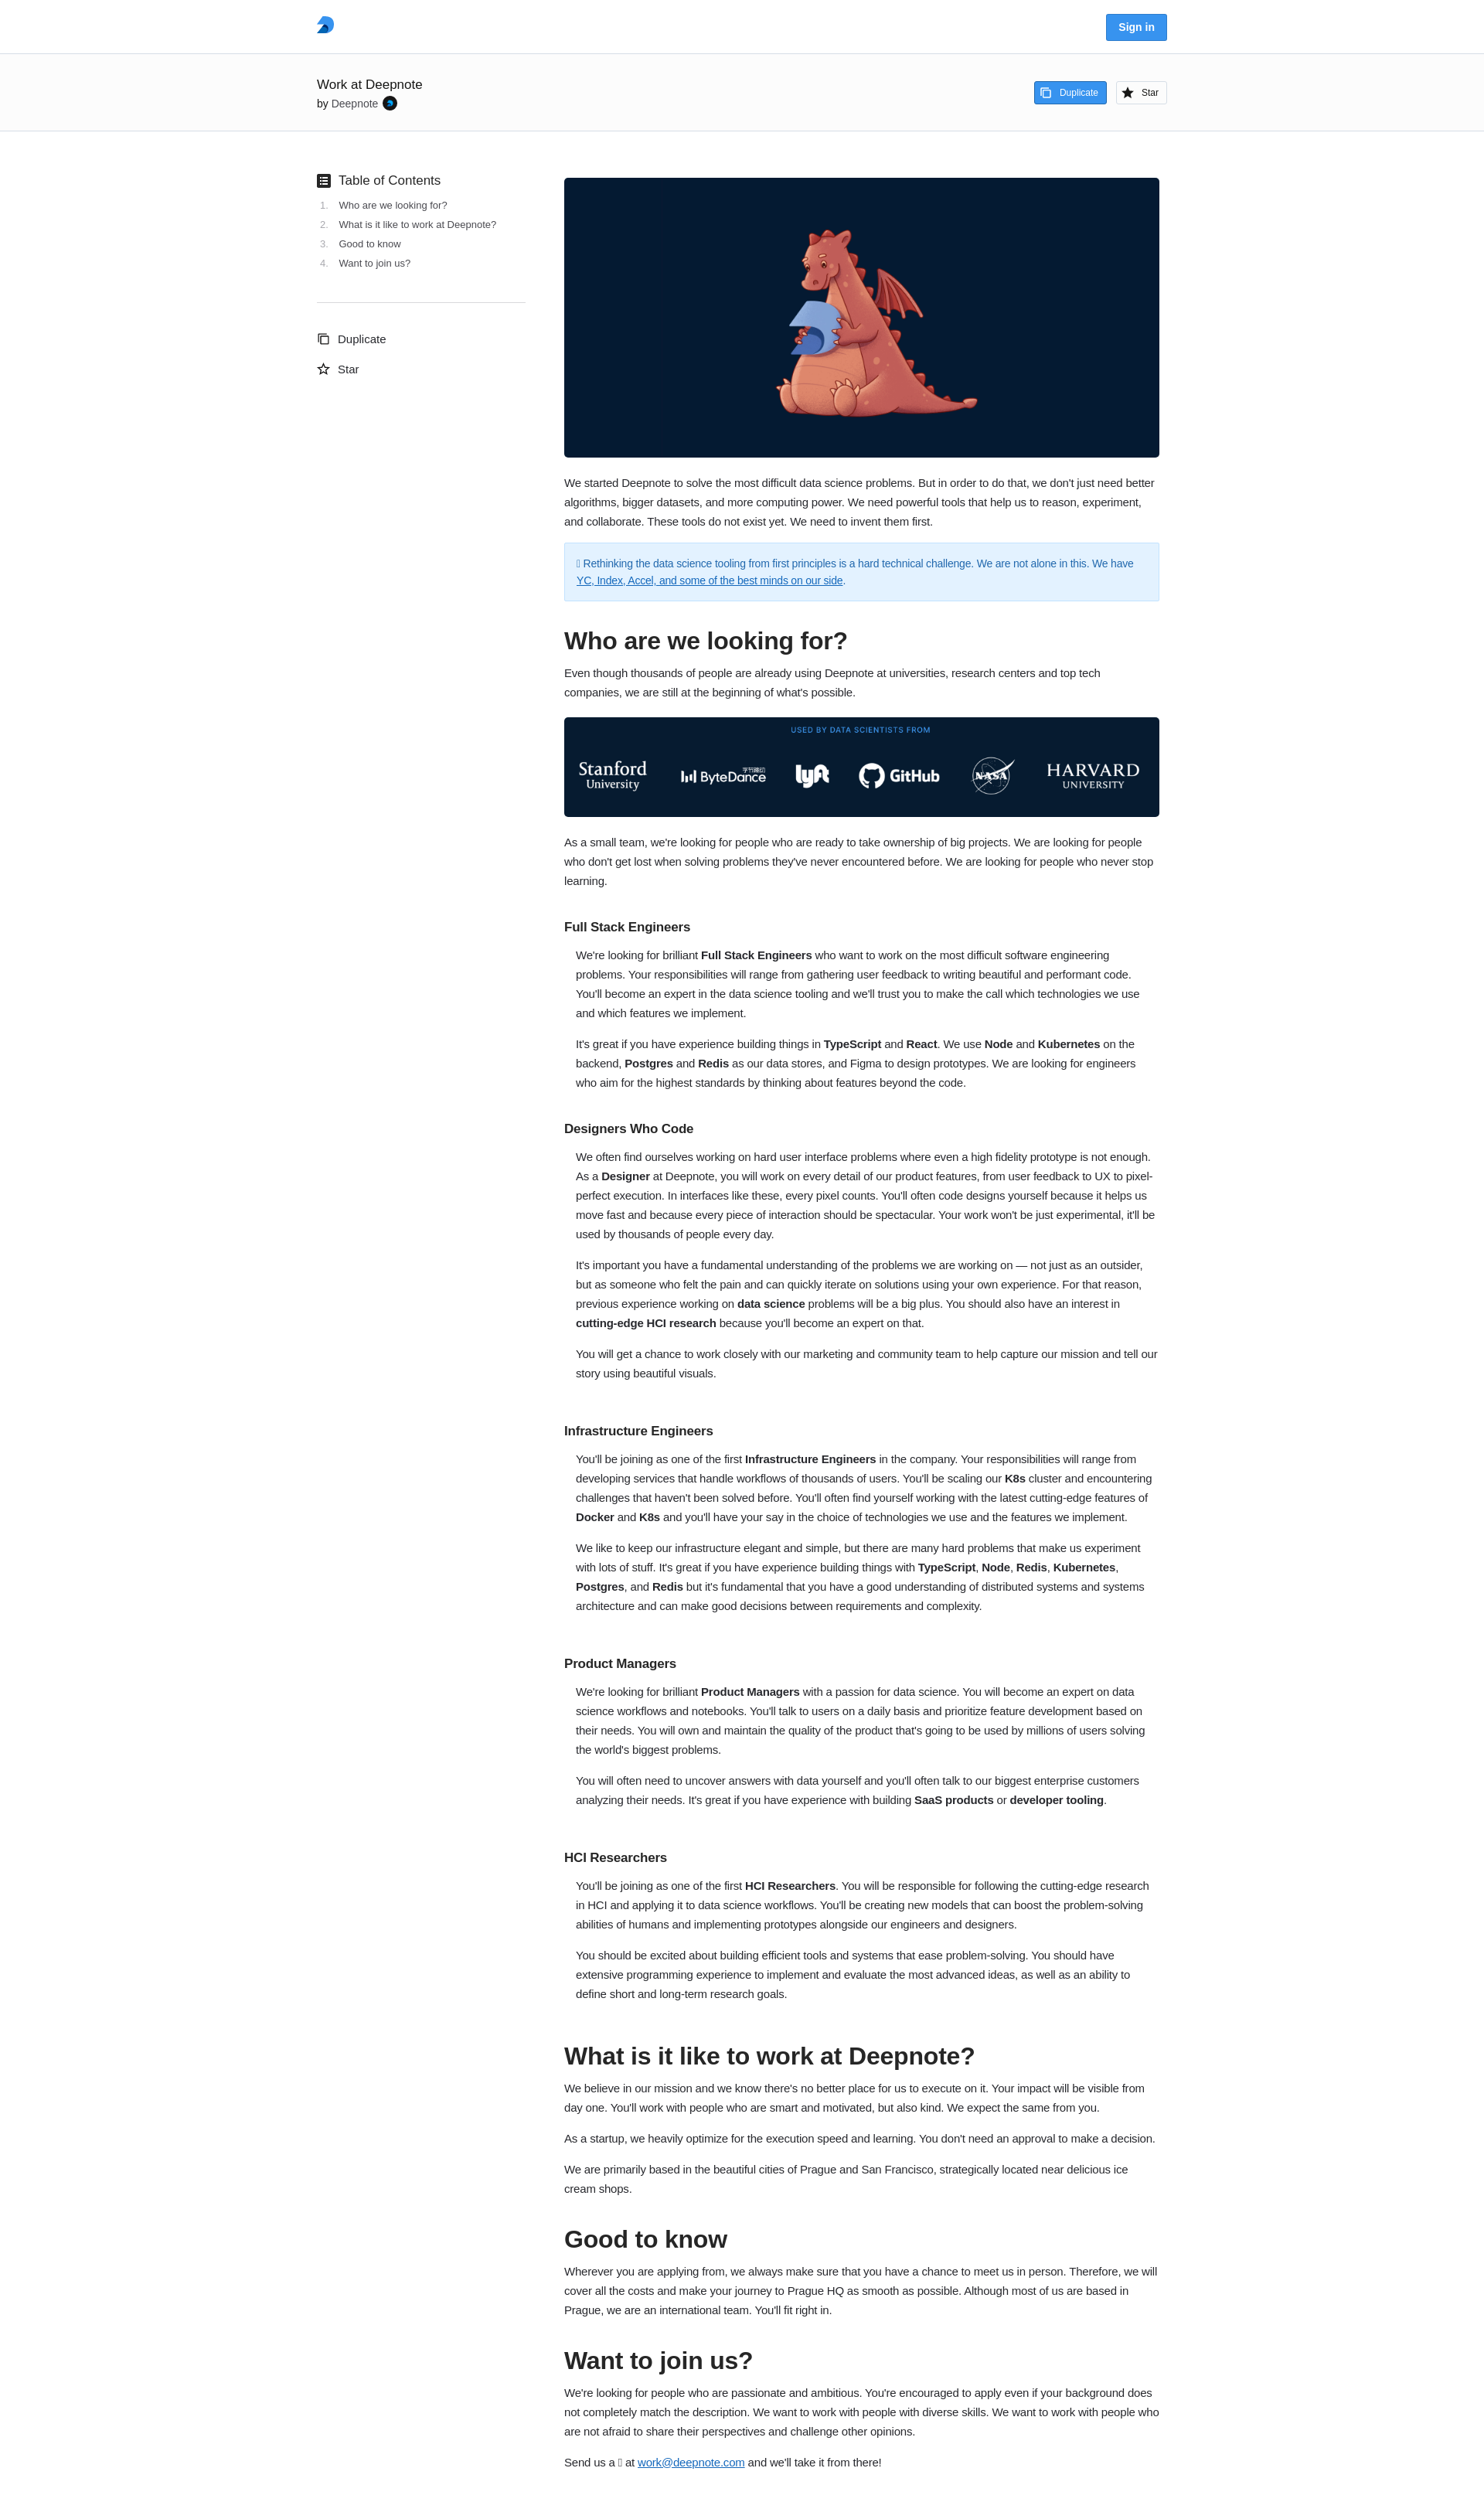 Sign in
Work at Deepnote
by Deepnote
Duplicate
Star
Table of Contents
1. Who are we looking for?
2. What is it like to work at Deepnote?
3. Good to know
4. Want to join us?
Duplicate
Star
We started Deepnote to solve the most difficult data science problems. But in order to do that, we don't just need better
algorithms, bigger datasets, and more computing power. We need powerful tools that help us to reason, experiment,
and collaborate. These tools do not exist yet. We need to invent them first.
Rethinking the data science tooling from first principles is a hard technical challenge. We are not alone in this. We have
YC, Index, Accel, and some of the best minds on our side.
Who are we looking for?
Even though thousands of people are already using Deepnote at universities, research centers and top tech
companies, we are still at the beginning of what's possible.
USED BY DATA SCIENTISTS FROM
Stanford University
字节跳动 ByteDance
lyft
GitHub
NASA
HARVARD UNIVERSITY
As a small team, we're looking for people who are ready to take ownership of big projects. We are looking for people
who don't get lost when solving problems they've never encountered before. We are looking for people who never stop
learning.
Full Stack Engineers
We're looking for brilliant Full Stack Engineers who want to work on the most difficult software engineering
problems. Your responsibilities will range from gathering user feedback to writing beautiful and performant code.
You'll become an expert in the data science tooling and we'll trust you to make the call which technologies we use
and which features we implement.
It's great if you have experience building things in TypeScript and React. We use Node and Kubernetes on the
backend, Postgres and Redis as our data stores, and Figma to design prototypes. We are looking for engineers
who aim for the highest standards by thinking about features beyond the code.
Designers Who Code
We often find ourselves working on hard user interface problems where even a high fidelity prototype is not enough.
As a Designer at Deepnote, you will work on every detail of our product features, from user feedback to UX to pixel-
perfect execution. In interfaces like these, every pixel counts. You'll often code designs yourself because it helps us
move fast and because every piece of interaction should be spectacular. Your work won't be just experimental, it'll be
used by thousands of people every day.
It's important you have a fundamental understanding of the problems we are working on — not just as an outsider,
but as someone who felt the pain and can quickly iterate on solutions using your own experience. For that reason,
previous experience working on data science problems will be a big plus. You should also have an interest in
cutting-edge HCI research because you'll become an expert on that.
You will get a chance to work closely with our marketing and community team to help capture our mission and tell our
story using beautiful visuals.
Infrastructure Engineers
You'll be joining as one of the first Infrastructure Engineers in the company. Your responsibilities will range from
developing services that handle workflows of thousands of users. You'll be scaling our K8s cluster and encountering
challenges that haven't been solved before. You'll often find yourself working with the latest cutting-edge features of
Docker and K8s and you'll have your say in the choice of technologies we use and the features we implement.
We like to keep our infrastructure elegant and simple, but there are many hard problems that make us experiment
with lots of stuff. It's great if you have experience building things with TypeScript, Node, Redis, Kubernetes,
Postgres, and Redis but it's fundamental that you have a good understanding of distributed systems and systems
architecture and can make good decisions between requirements and complexity.
Product Managers
We're looking for brilliant Product Managers with a passion for data science. You will become an expert on data
science workflows and notebooks. You'll talk to users on a daily basis and prioritize feature development based on
their needs. You will own and maintain the quality of the product that's going to be used by millions of users solving
the world's biggest problems.
You will often need to uncover answers with data yourself and you'll often talk to our biggest enterprise customers
analyzing their needs. It's great if you have experience with building SaaS products or developer tooling.
HCI Researchers
You'll be joining as one of the first HCI Researchers. You will be responsible for following the cutting-edge research
in HCI and applying it to data science workflows. You'll be creating new models that can boost the problem-solving
abilities of humans and implementing prototypes alongside our engineers and designers.
You should be excited about building efficient tools and systems that ease problem-solving. You should have
extensive programming experience to implement and evaluate the most advanced ideas, as well as an ability to
define short and long-term research goals.
What is it like to work at Deepnote?
We believe in our mission and we know there's no better place for us to execute on it. Your impact will be visible from
day one. You'll work with people who are smart and motivated, but also kind. We expect the same from you.
As a startup, we heavily optimize for the execution speed and learning. You don't need an approval to make a decision.
We are primarily based in the beautiful cities of Prague and San Francisco, strategically located near delicious ice
cream shops.
Good to know
Wherever you are applying from, we always make sure that you have a chance to meet us in person. Therefore, we will
cover all the costs and make your journey to Prague HQ as smooth as possible. Although most of us are based in
Prague, we are an international team. You'll fit right in.
Want to join us?
We're looking for people who are passionate and ambitious. You're encouraged to apply even if your background does
not completely match the description. We want to work with people with diverse skills. We want to work with people who
are not afraid to share their perspectives and challenge other opinions.
Send us a at work@deepnote.com and we'll take it from there!